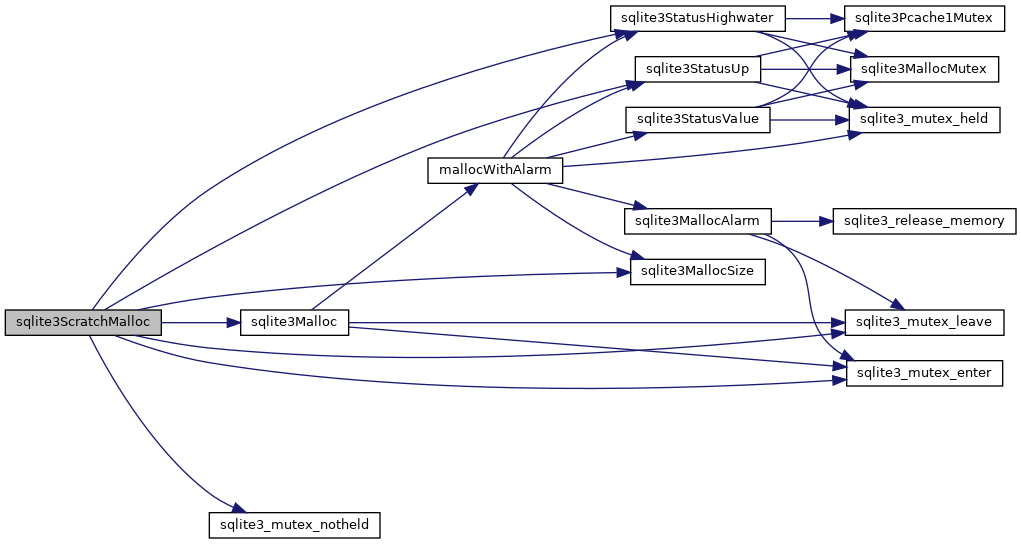 sqlite3StatusHighwater
sqlite3Pcache1Mutex
sqlite3StatusUp
sqlite3MallocMutex
sqlite3StatusValue
sqlite3_mutex_held
mallocWithAlarm
sqlite3MallocAlarm
sqlite3_release_memory
sqlite3MallocSize
sqlite3ScratchMalloc
sqlite3Malloc
sqlite3_mutex_leave
sqlite3_mutex_enter
sqlite3_mutex_notheld